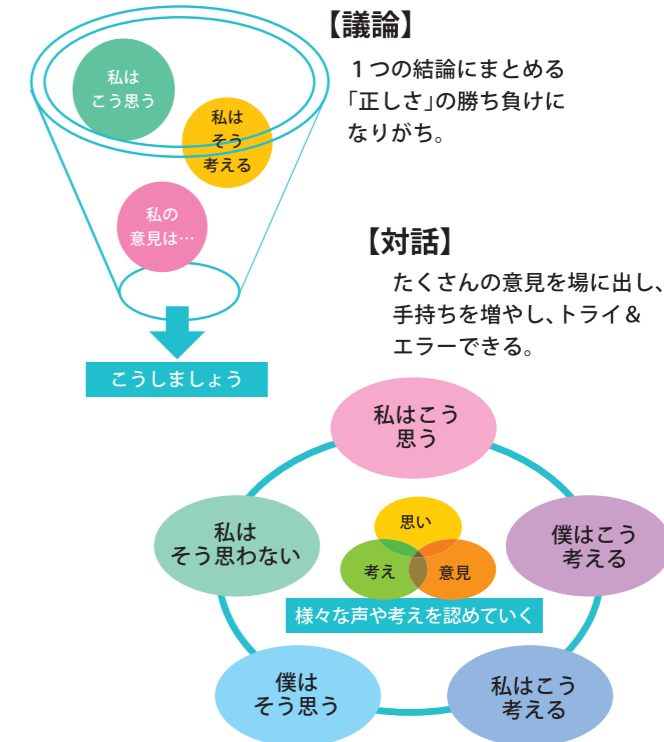 【議論】
1つの結論にまとめる
「正しさ」の勝ち負けに
なりがち。
私は
こう思う
私は
そう
考える
私の
意見は…
こうしましょう
【対話】
たくさんの意見を場に出し、
手持ちを増やし、トライ&
エラーできる。
私はこう
思う
私は
そう思わない
僕はこう
考える
思い
考え
意見
様々な声や考えを認めていく
僕は
そう思う
私はこう
考える